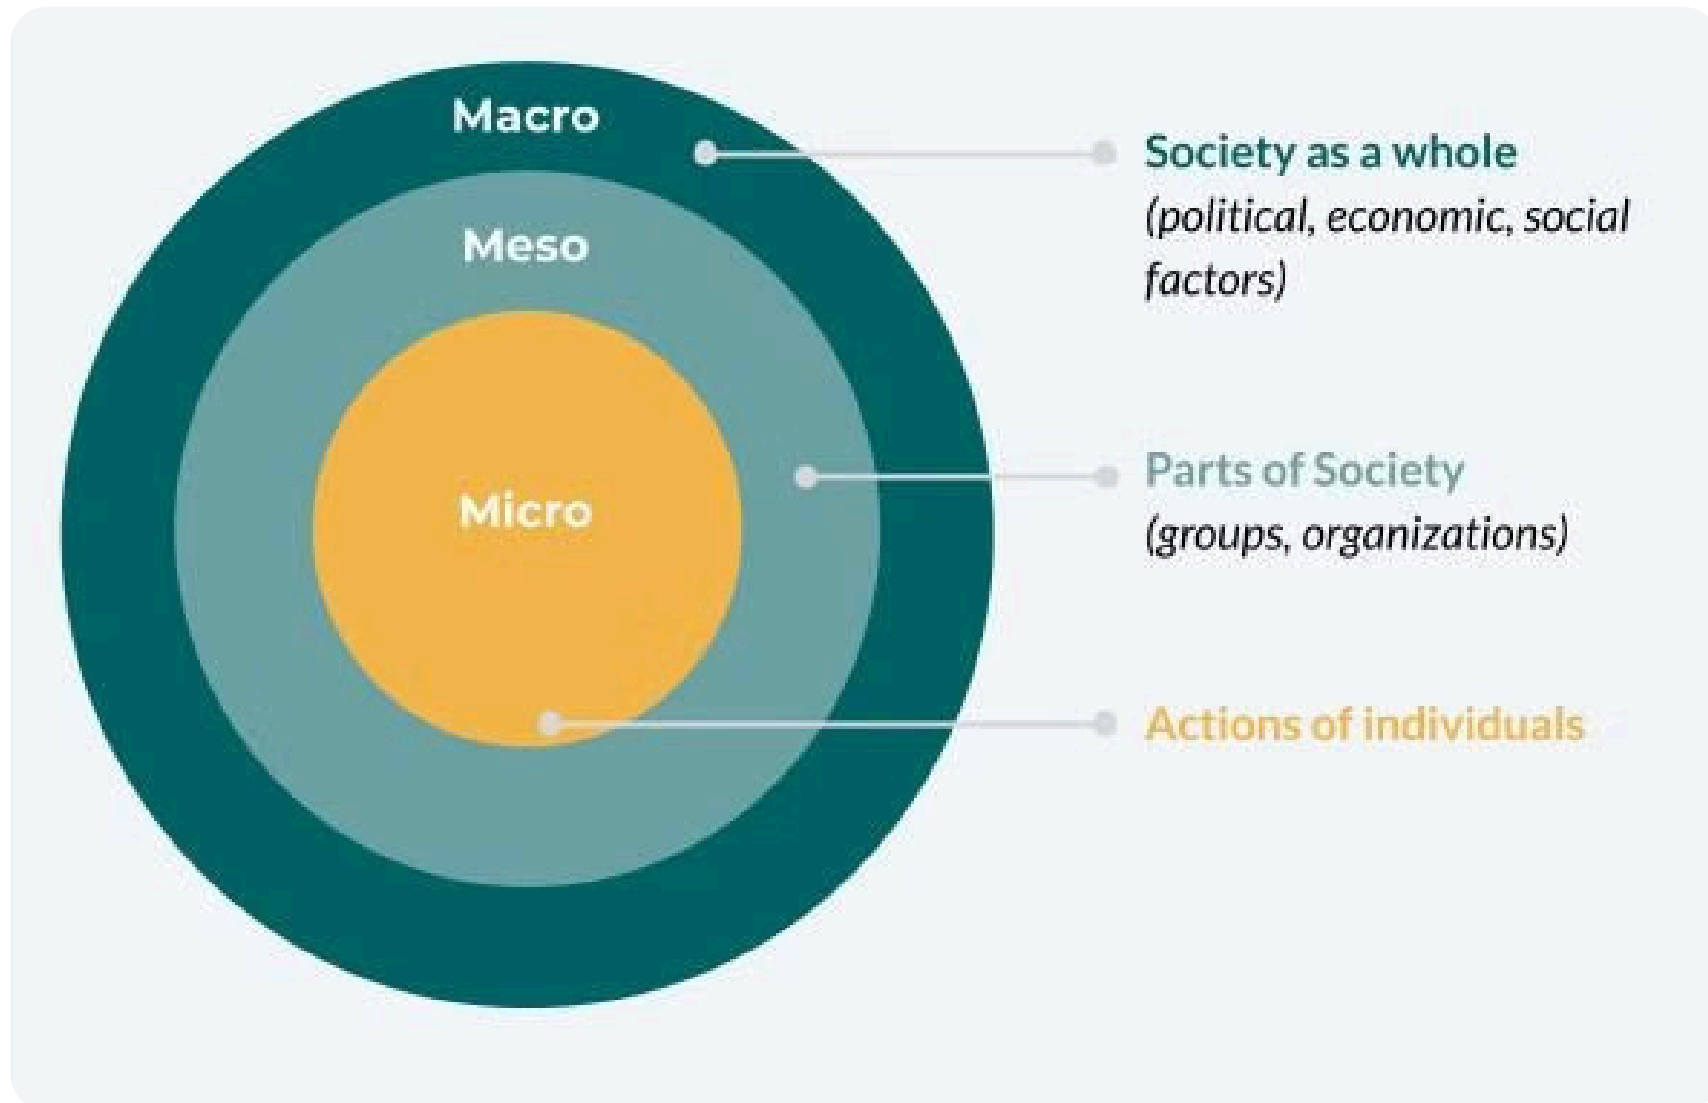 Macro
Society as a whole
(political, economic, social
factors)
Meso
Parts of Society
(groups, organizations)
Micro
Actions of individuals